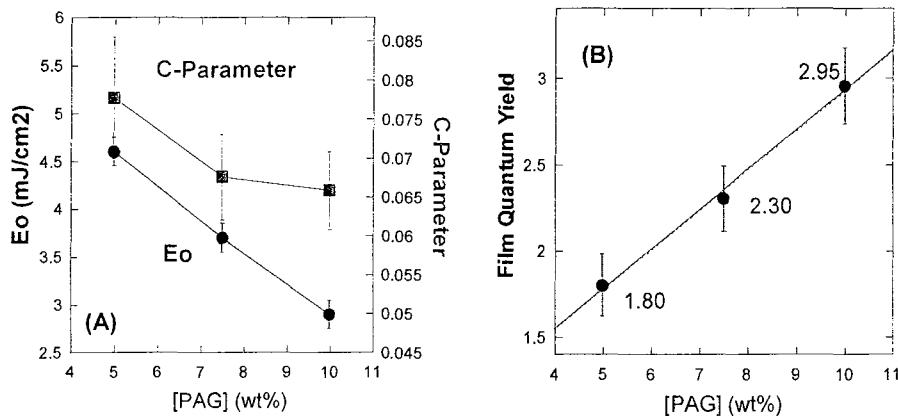 6
5.5
5
4.5
4
3.5
3
2.5
Eo (mJ/cm2)
C-Parameter
Eo
(A)
0.085
0.08
0.075
0.07
0.065
0.06
0.055
0.05
0.045
C-Parameter
4 5 6 7 8 9 10 11
[PAG] (wt%)
(B)
3
2.5
2
1.5
Film Quantum Yield
2.95
2.30
1.80
4 5 6 7 8 9 10 11
[PAG] (wt%)